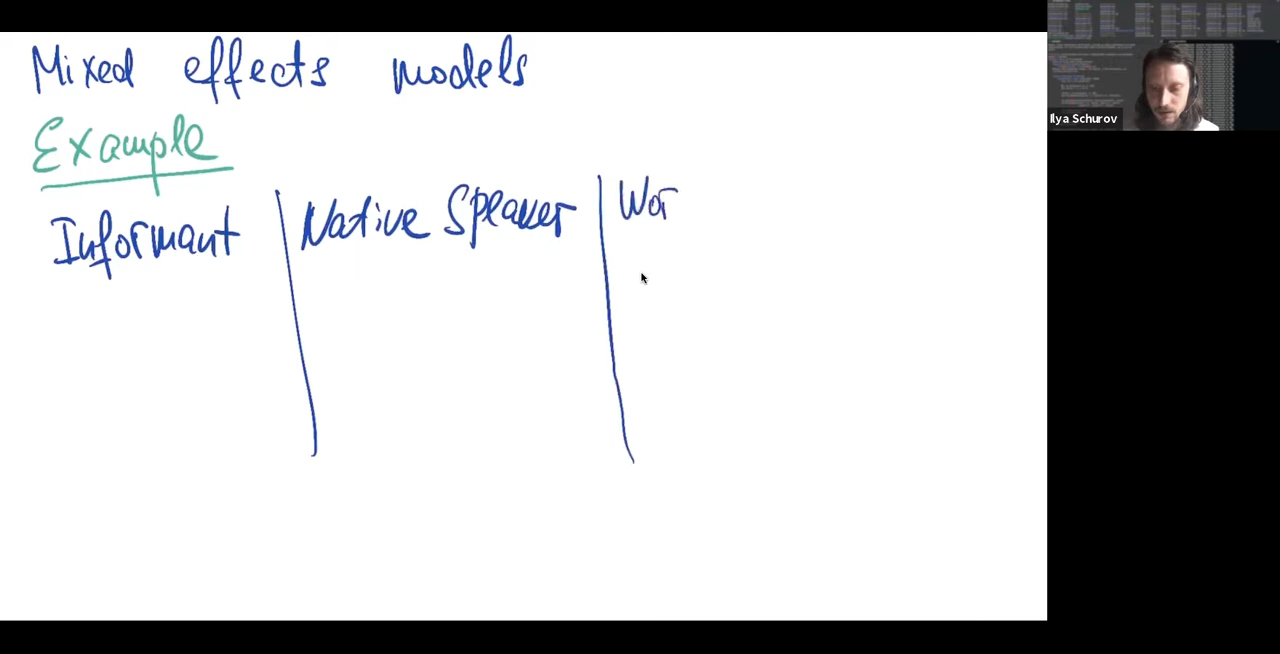 Mixed effects models
Example
Informant Native Speaker Wor
Ilya Schurov